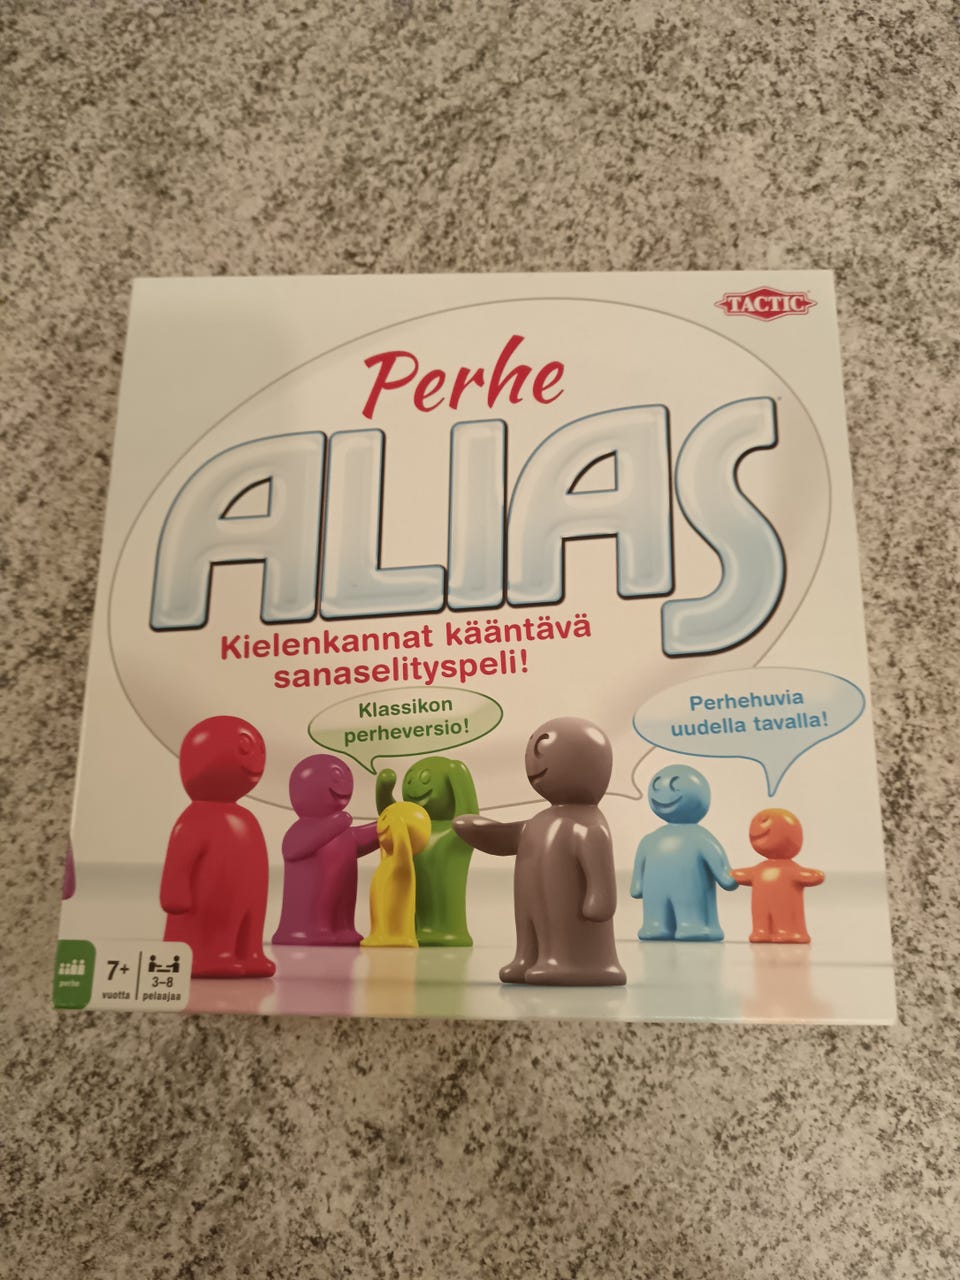 TACTIC
Perhe
ALIAS
Kielenkannat kääntävä
sanaselityspeli!
Klassikon
perheversio!
Perhehuvia
uudella tavalla!
perhe
7+
vuotta
3-8
pelaajaa